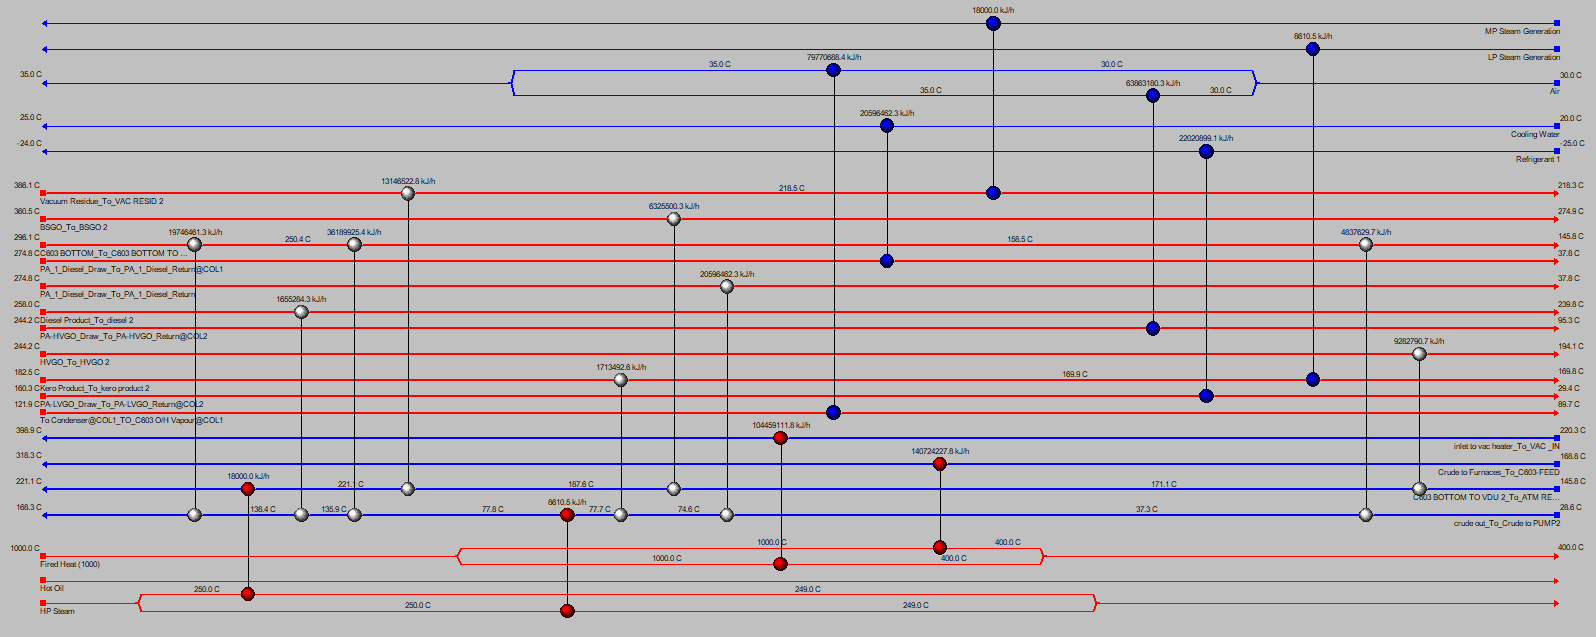 18000.0 kJ/h
MP Steam Generation
8610.5 kJ/h
LP Steam Generation
79770688.4 kJ/h
35.0 C 35.0 C 30.0 C 30.0 C
63863180.3 kJ/h
35.0 C 30.0 C
Air
20596462.3 kJ/h
25.0 C 20.0 C
Cooling Water
22020899.1 kJ/h
-24.0 C -25.0 C
Refrigerant 1
13146522.8 kJ/h
386.1 C 218.5 C 218.3 C
Vacuum Residue_To_VAC RESID 2
6325500.3 kJ/h
360.5 C 274.9 C
BSGO_To_BSGO 2
19746461.3 kJ/h 36189925.4 kJ/h 4837629.7 kJ/h
296.1 C 250.4 C 158.5 C 145.8 C
C603 BOTTOM_To_C603 BOTTOM TO ...
274.8 C 37.8 C
PA_1_Diesel_Draw_To_PA_1_Diesel_Return@COL1
20596462.3 kJ/h
274.8 C 37.8 C
PA_1_Diesel_Draw_To_PA_1_Diesel_Return
1655284.3 kJ/h
258.0 C 239.8 C
Diesel Product_To_diesel 2
244.2 C 95.3 C
PA-HVGO_Draw_To_PA-HVGO_Return@COL2
9282790.7 kJ/h
244.2 C 194.1 C
HVGO_To_HVGO 2
1713492.6 kJ/h
182.5 C 169.9 C 169.8 C
Kero Product_To_kero product 2
160.3 C 29.4 C
PA-LVGO_Draw_To_PA-LVGO_Return@COL2
121.9 C 89.7 C
To Condenser@COL1_TO_C603 O/H Vapour@COL1
104459111.8 kJ/h
398.9 C 220.3 C
inlet to vac heater_To_VAC _IN
140724227.8 kJ/h
318.3 C 168.8 C
Crude to Furnaces_To_C603-FEED
18000.0 kJ/h
221.1 C 221.1 C 187.6 C 171.1 C 145.8 C
C603 BOTTOM TO VDU 2_To_ATM RE...
8610.5 kJ/h
168.3 C 138.4 C 135.9 C 77.8 C 77.7 C 74.6 C 37.3 C 28.6 C
crude out_To_Crude to PUMP2
1000.0 C 1000.0 C 400.0 C 400.0 C
1000.0 C 400.0 C
Fired Heat (1000)
Hot Oil
250.0 C 249.0 C
250.0 C 249.0 C
HP Steam